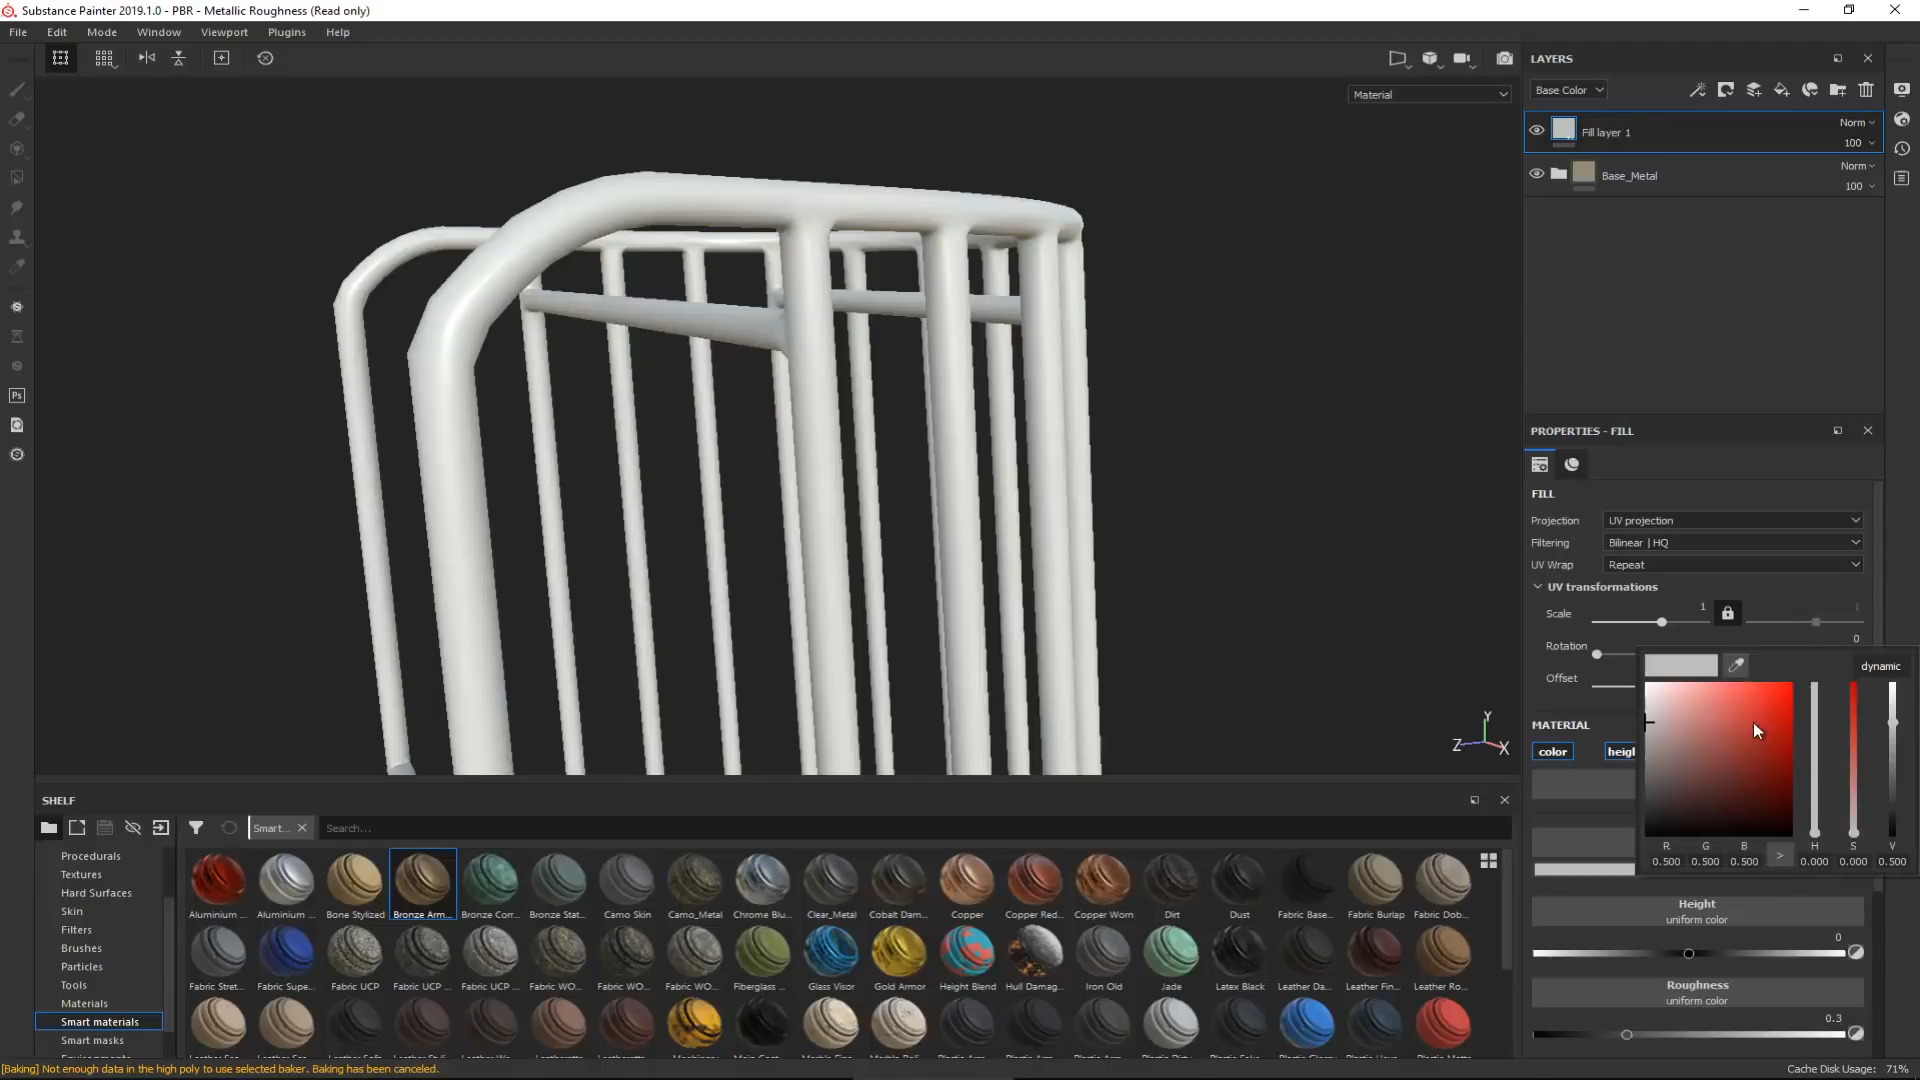 Substance Painter 2019.1.0 - PBR - Metallic Roughness (Read only)
File Edit Mode Window Viewport Plugins Help
Material
LAYERS
Base Color
Fill layer 1
Norm
100
Base_Metal
Norm
100
PROPERTIES - FILL
FILL
Projection UV projection
Filtering Bilinear | HQ
UV Wrap Repeat
UV transformations
Scale 1 1
Rotation 0
Offset
dynamic
MATERIAL
color heigh
R G B H S V
0.500 0.500 0.500 > 0.000 0.000 0.500
Height
uniform color
0
Roughness
uniform color
0.3
Y
Z X
Ps
SHELF
Smart... Search...
Procedurals
Textures
Hard Surfaces
Skin
Filters
Brushes
Particles
Tools
Materials
Smart materials
Smart masks
Aluminium ... Aluminium ... Bone Stylized Bronze Arm... Bronze Corr... Bronze Stat... Camo Skin Camo_Metal Chrome Blu... Clear_Metal Cobalt Dam... Copper Copper Red... Copper Worn Dirt Dust Fabric Base... Fabric Burlap Fabric Dob...
Fabric Stret... Fabric Supe... Fabric UCP Fabric UCP ... Fabric UCP ... Fabric WO... Fabric WO... Fabric WO... Fiberglass ... Glass Visor Gold Armor Height Blend Hull Damag... Iron Old Jade Latex Black Leather Da... Leather Fin... Leather Ro...
[Baking] Not enough data in the high poly to use selected baker. Baking has been canceled.
Cache Disk Usage: 71%